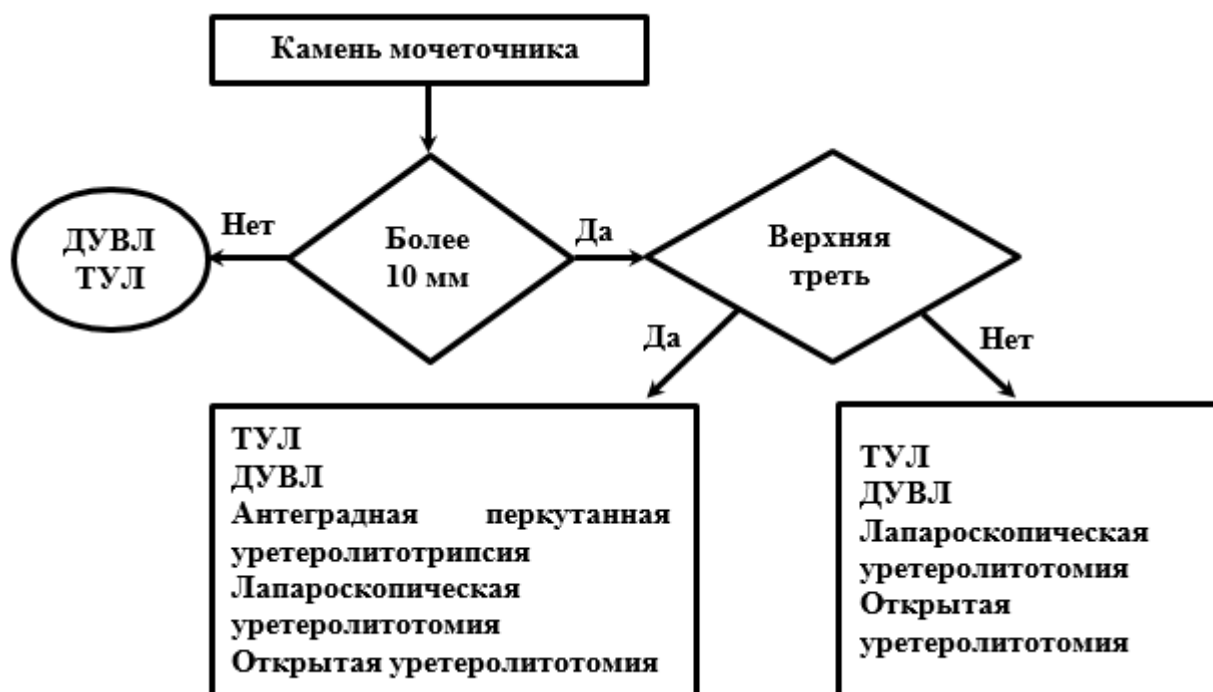 Камень мочеточника
Нет
Более
10 мм
Да
Верхняя
треть
ДУВЛ
ТУЛ
Да
Нет
ТУЛ
ДУВЛ
Антеградная перкутанная
уретеролитотрипсия
Лапароскопическая
уретеролитотомия
Открытая уретеролитотомия
ТУЛ
ДУВЛ
Лапароскопическая
уретеролитотомия
Открытая
уретеролитотомия